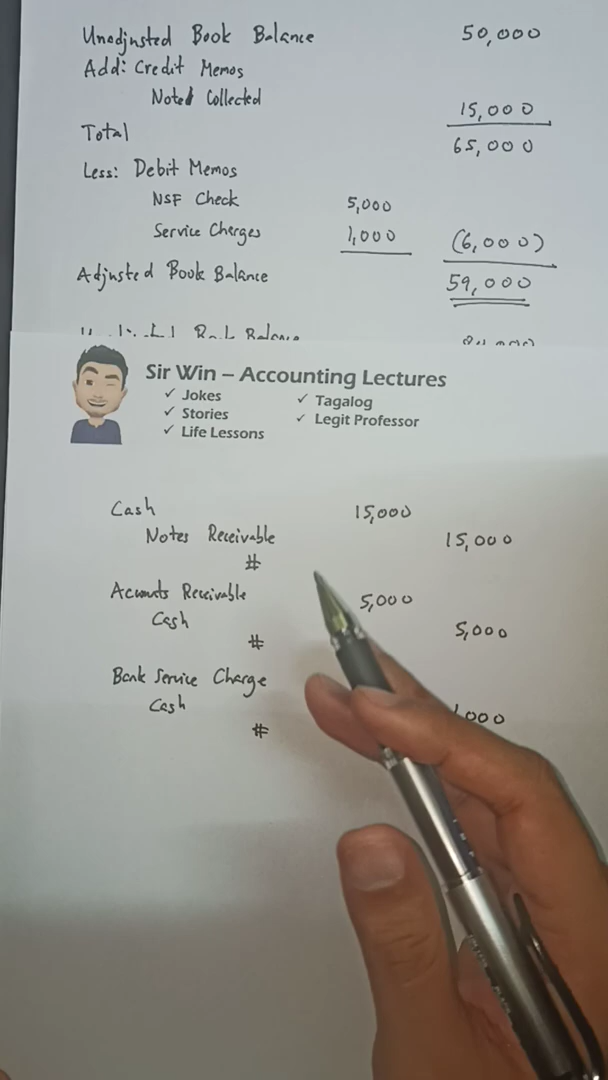 Unadjusted Book Balance 50,000
Add: Credit Memos
Noted Collected 15,000
Total 65,000
Less: Debit Memos
NSF Check 5,000
Service Charges 1,000 (6,000)
Adjusted Book Balance 59,000
Balance
Sir Win – Accounting Lectures
✓ Jokes ✓ Tagalog
✓ Stories ✓ Legit Professor
✓ Life Lessons
Cash 15,000
Notes Receivable 15,000
#
Accounts Receivable 5,000
Cash 5,000
#
Bank Service Charge
Cash 1,000
#